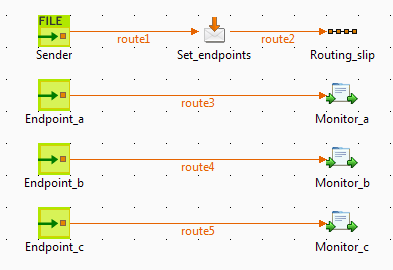 FILE
route1
route2
Sender
Set_endpoints
Routing_slip
route3
Endpoint_a
Monitor_a
route4
Endpoint_b
Monitor_b
route5
Endpoint_c
Monitor_c